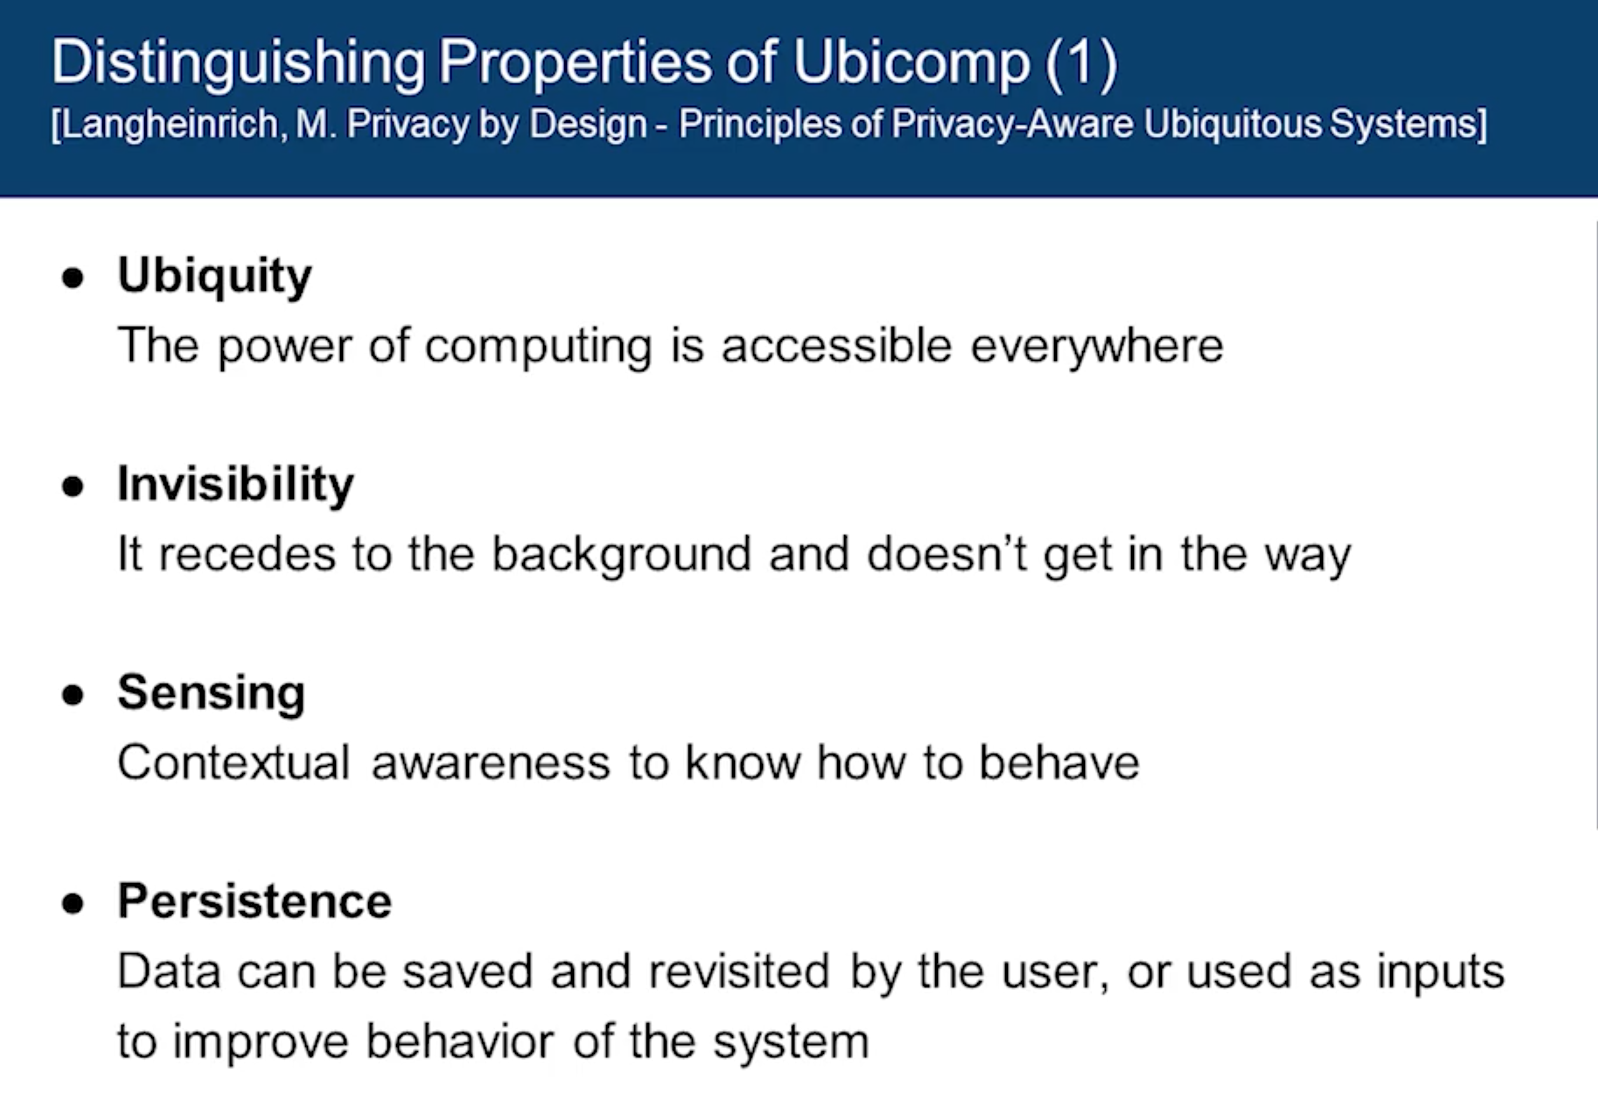 Distinguishing Properties of Ubicomp (1)
[Langheinrich, M. Privacy by Design - Principles of Privacy-Aware Ubiquitous Systems]
● Ubiquity
The power of computing is accessible everywhere
● Invisibility
It recedes to the background and doesn’t get in the way
● Sensing
Contextual awareness to know how to behave
● Persistence
Data can be saved and revisited by the user, or used as inputs
to improve behavior of the system